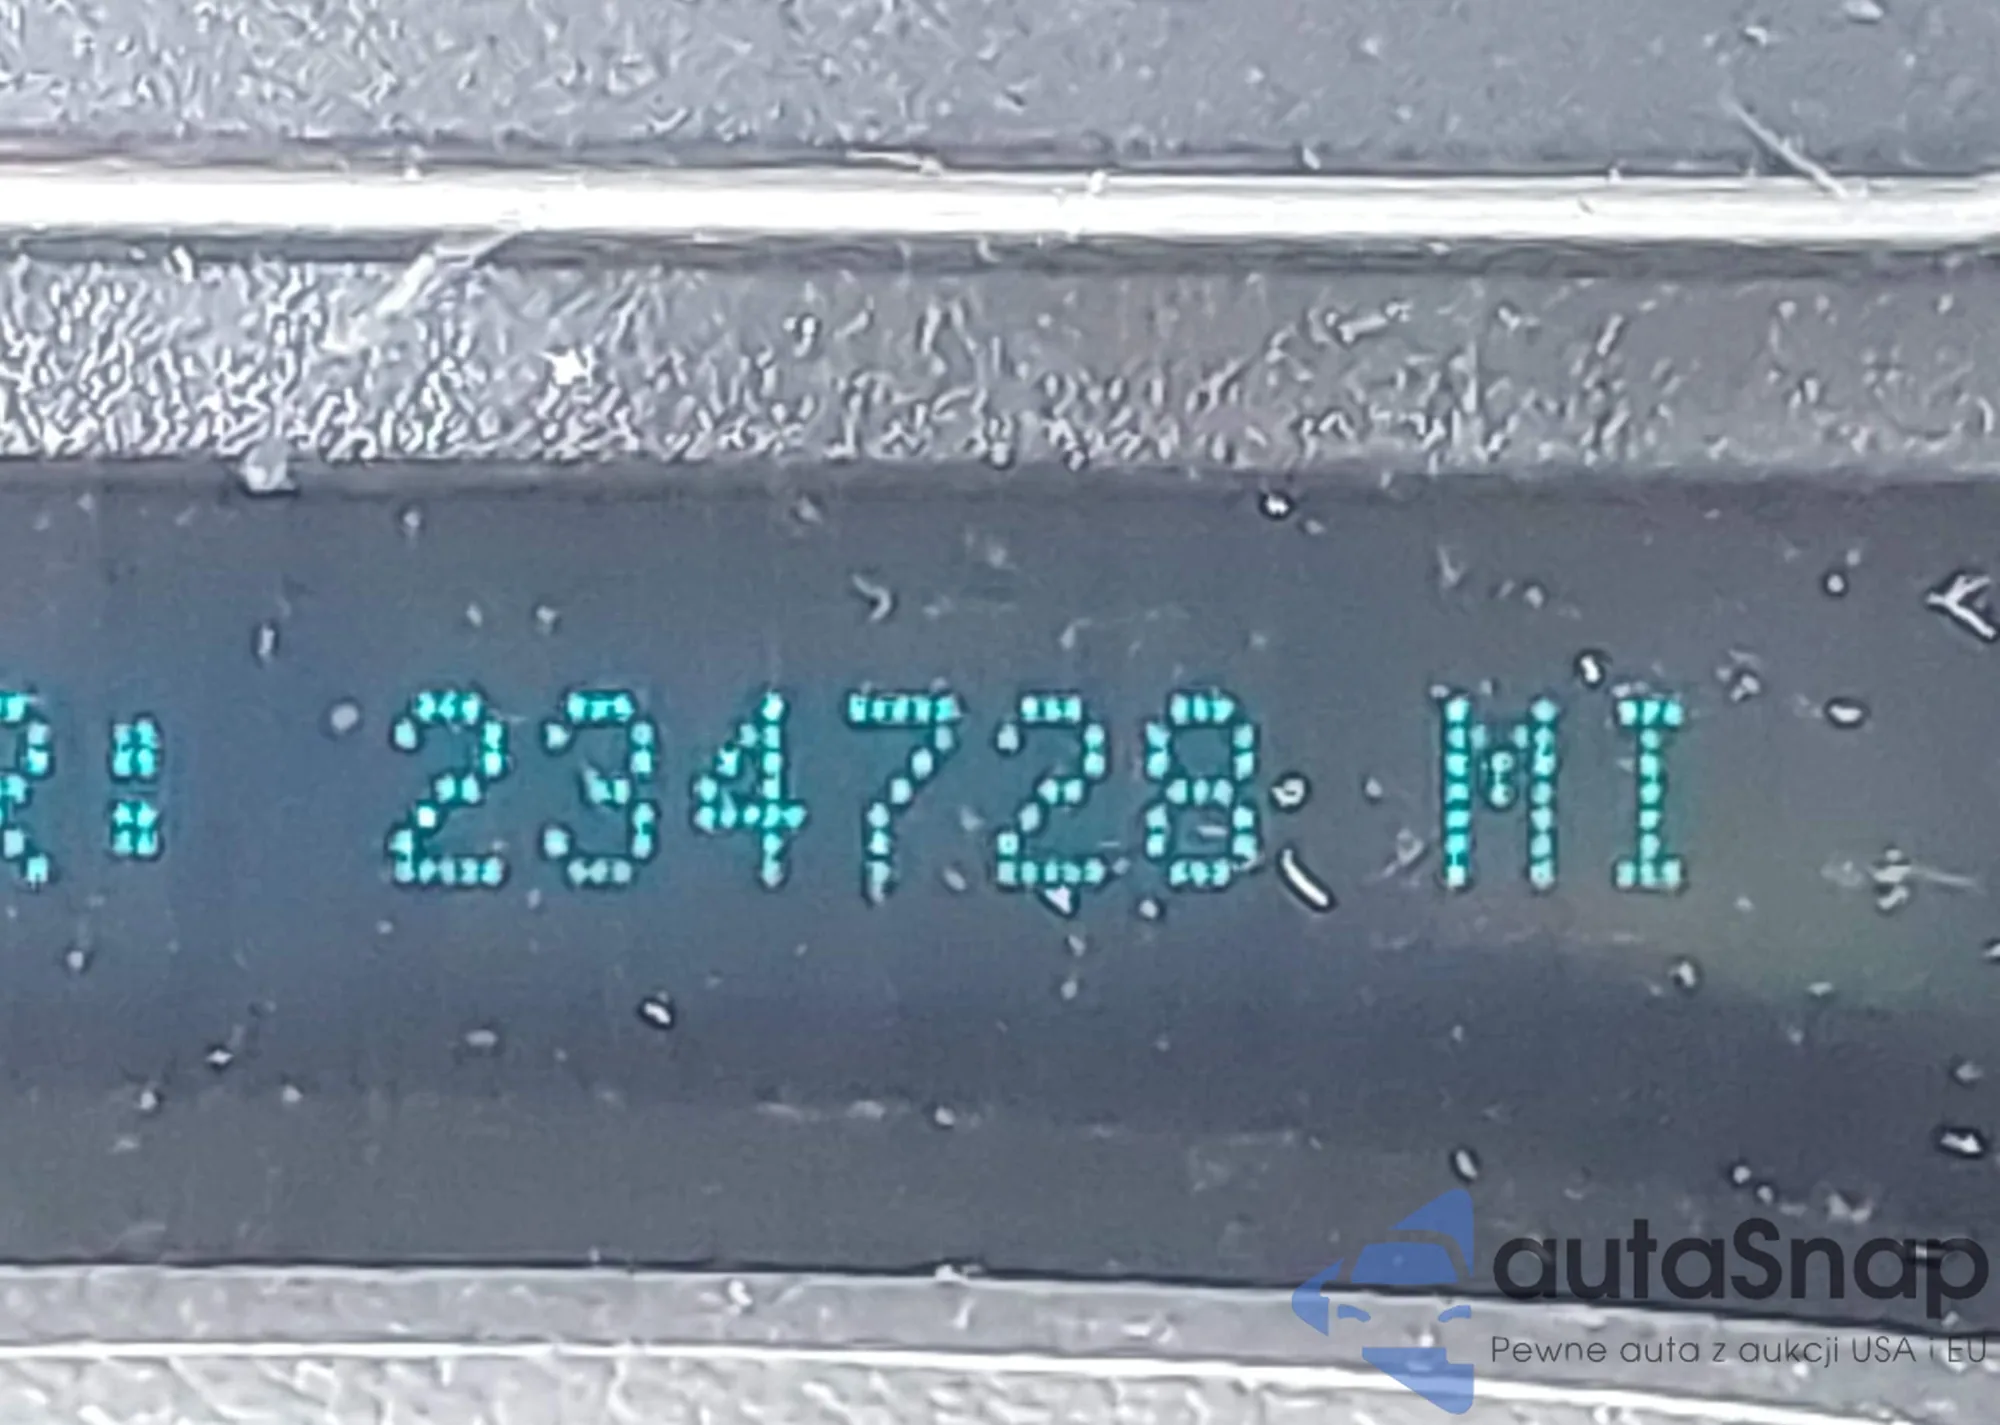 R: 234728 MI
autaSnap
Pewne auta z aukcji USA i EU